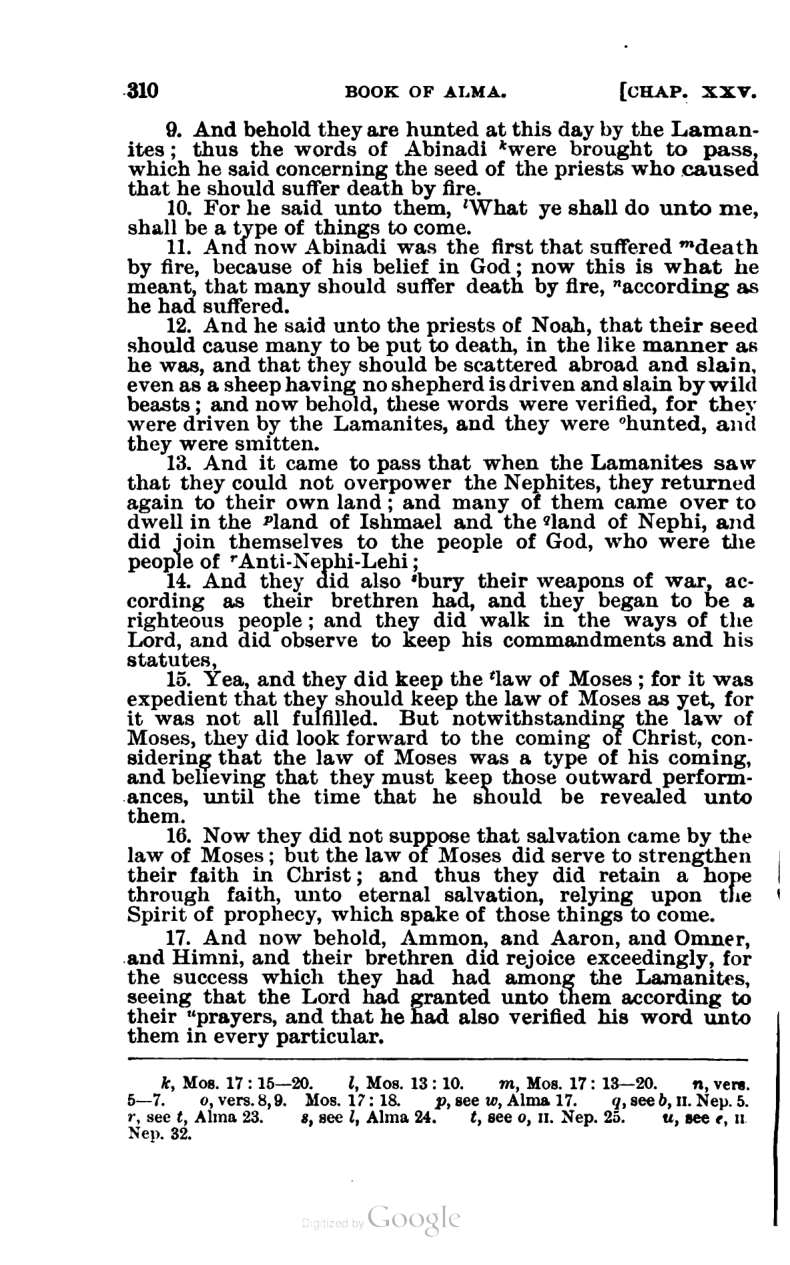 310 BOOK OF ALMA. [CHAP. XXV.
9. And behold they are hunted at this day by the Laman-
ites; thus the words of Abinadi kwere brought to pass,
which he said concerning the seed of the priests who caused
that he should suffer death by fire.
10. For he said unto them, lWhat ye shall do unto me,
shall be a type of things to come.
11. And now Abinadi was the first that suffered mdeath
by fire, because of his belief in God; now this is what he
meant, that many should suffer death by fire, naccording as
he had suffered.
12. And he said unto the priests of Noah, that their seed
should cause many to be put to death, in the like manner as
he was, and that they should be scattered abroad and slain,
even as a sheep having no shepherd is driven and slain by wild
beasts; and now behold, these words were verified, for they
were driven by the Lamanites, and they were ohunted, and
they were smitten.
13. And it came to pass that when the Lamanites saw
that they could not overpower the Nephites, they returned
again to their own land; and many of them came over to
dwell in the pland of Ishmael and the qland of Nephi, and
did join themselves to the people of God, who were the
people of rAnti-Nephi-Lehi;
14. And they did also sbury their weapons of war, ac-
cording as their brethren had, and they began to be a
righteous people; and they did walk in the ways of the
Lord, and did observe to keep his commandments and his
statutes,
15. Yea, and they did keep the tlaw of Moses; for it was
expedient that they should keep the law of Moses as yet, for
it was not all fulfilled. But notwithstanding the law of
Moses, they did look forward to the coming of Christ, con-
sidering that the law of Moses was a type of his coming,
and believing that they must keep those outward perform-
ances, until the time that he should be revealed unto
them.
16. Now they did not suppose that salvation came by the
law of Moses; but the law of Moses did serve to strengthen
their faith in Christ; and thus they did retain a hope
through faith, unto eternal salvation, relying upon the
Spirit of prophecy, which spake of those things to come.
17. And now behold, Ammon, and Aaron, and Omner,
and Himni, and their brethren did rejoice exceedingly, for
the success which they had had among the Lamanites,
seeing that the Lord had granted unto them according to
their uprayers, and that he had also verified his word unto
them in every particular.
k, Mos. 17: 15—20. l, Mos. 13: 10. m, Mos. 17: 13—20. n, vers.
5—7. o, vers. 8, 9. Mos. 17: 18. p, see w, Alma 17. q, see b, II. Nep. 5.
r, see t, Alma 23. s, see l, Alma 24. t, see o, II. Nep. 25. u, see e, II.
Nep. 32.
Digitized by Google